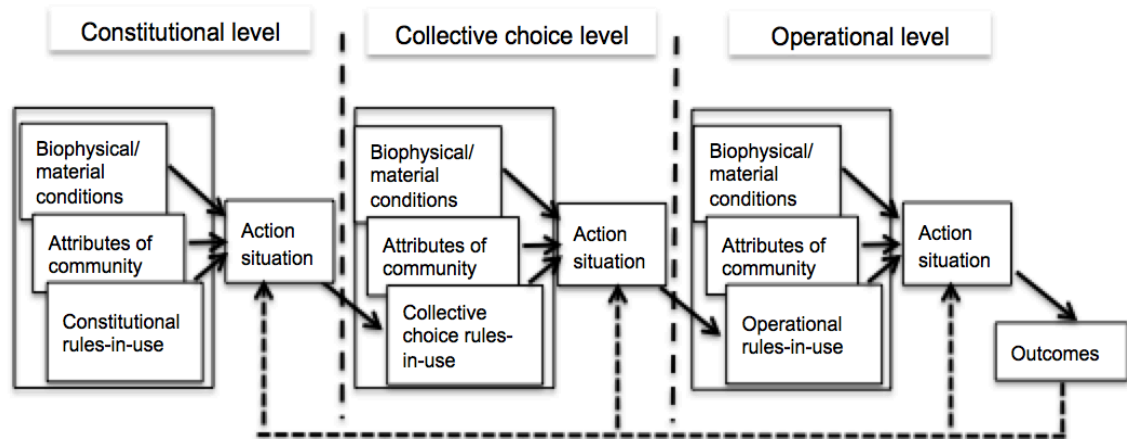 Constitutional level
Collective choice level
Operational level
Biophysical/
material
conditions
Attributes of
community
Constitutional
rules-in-use
Action
situation
Biophysical/
material
conditions
Attributes of
community
Collective
choice rules-
in-use
Action
situation
Biophysical/
material
conditions
Attributes of
community
Operational
rules-in-use
Action
situation
Outcomes